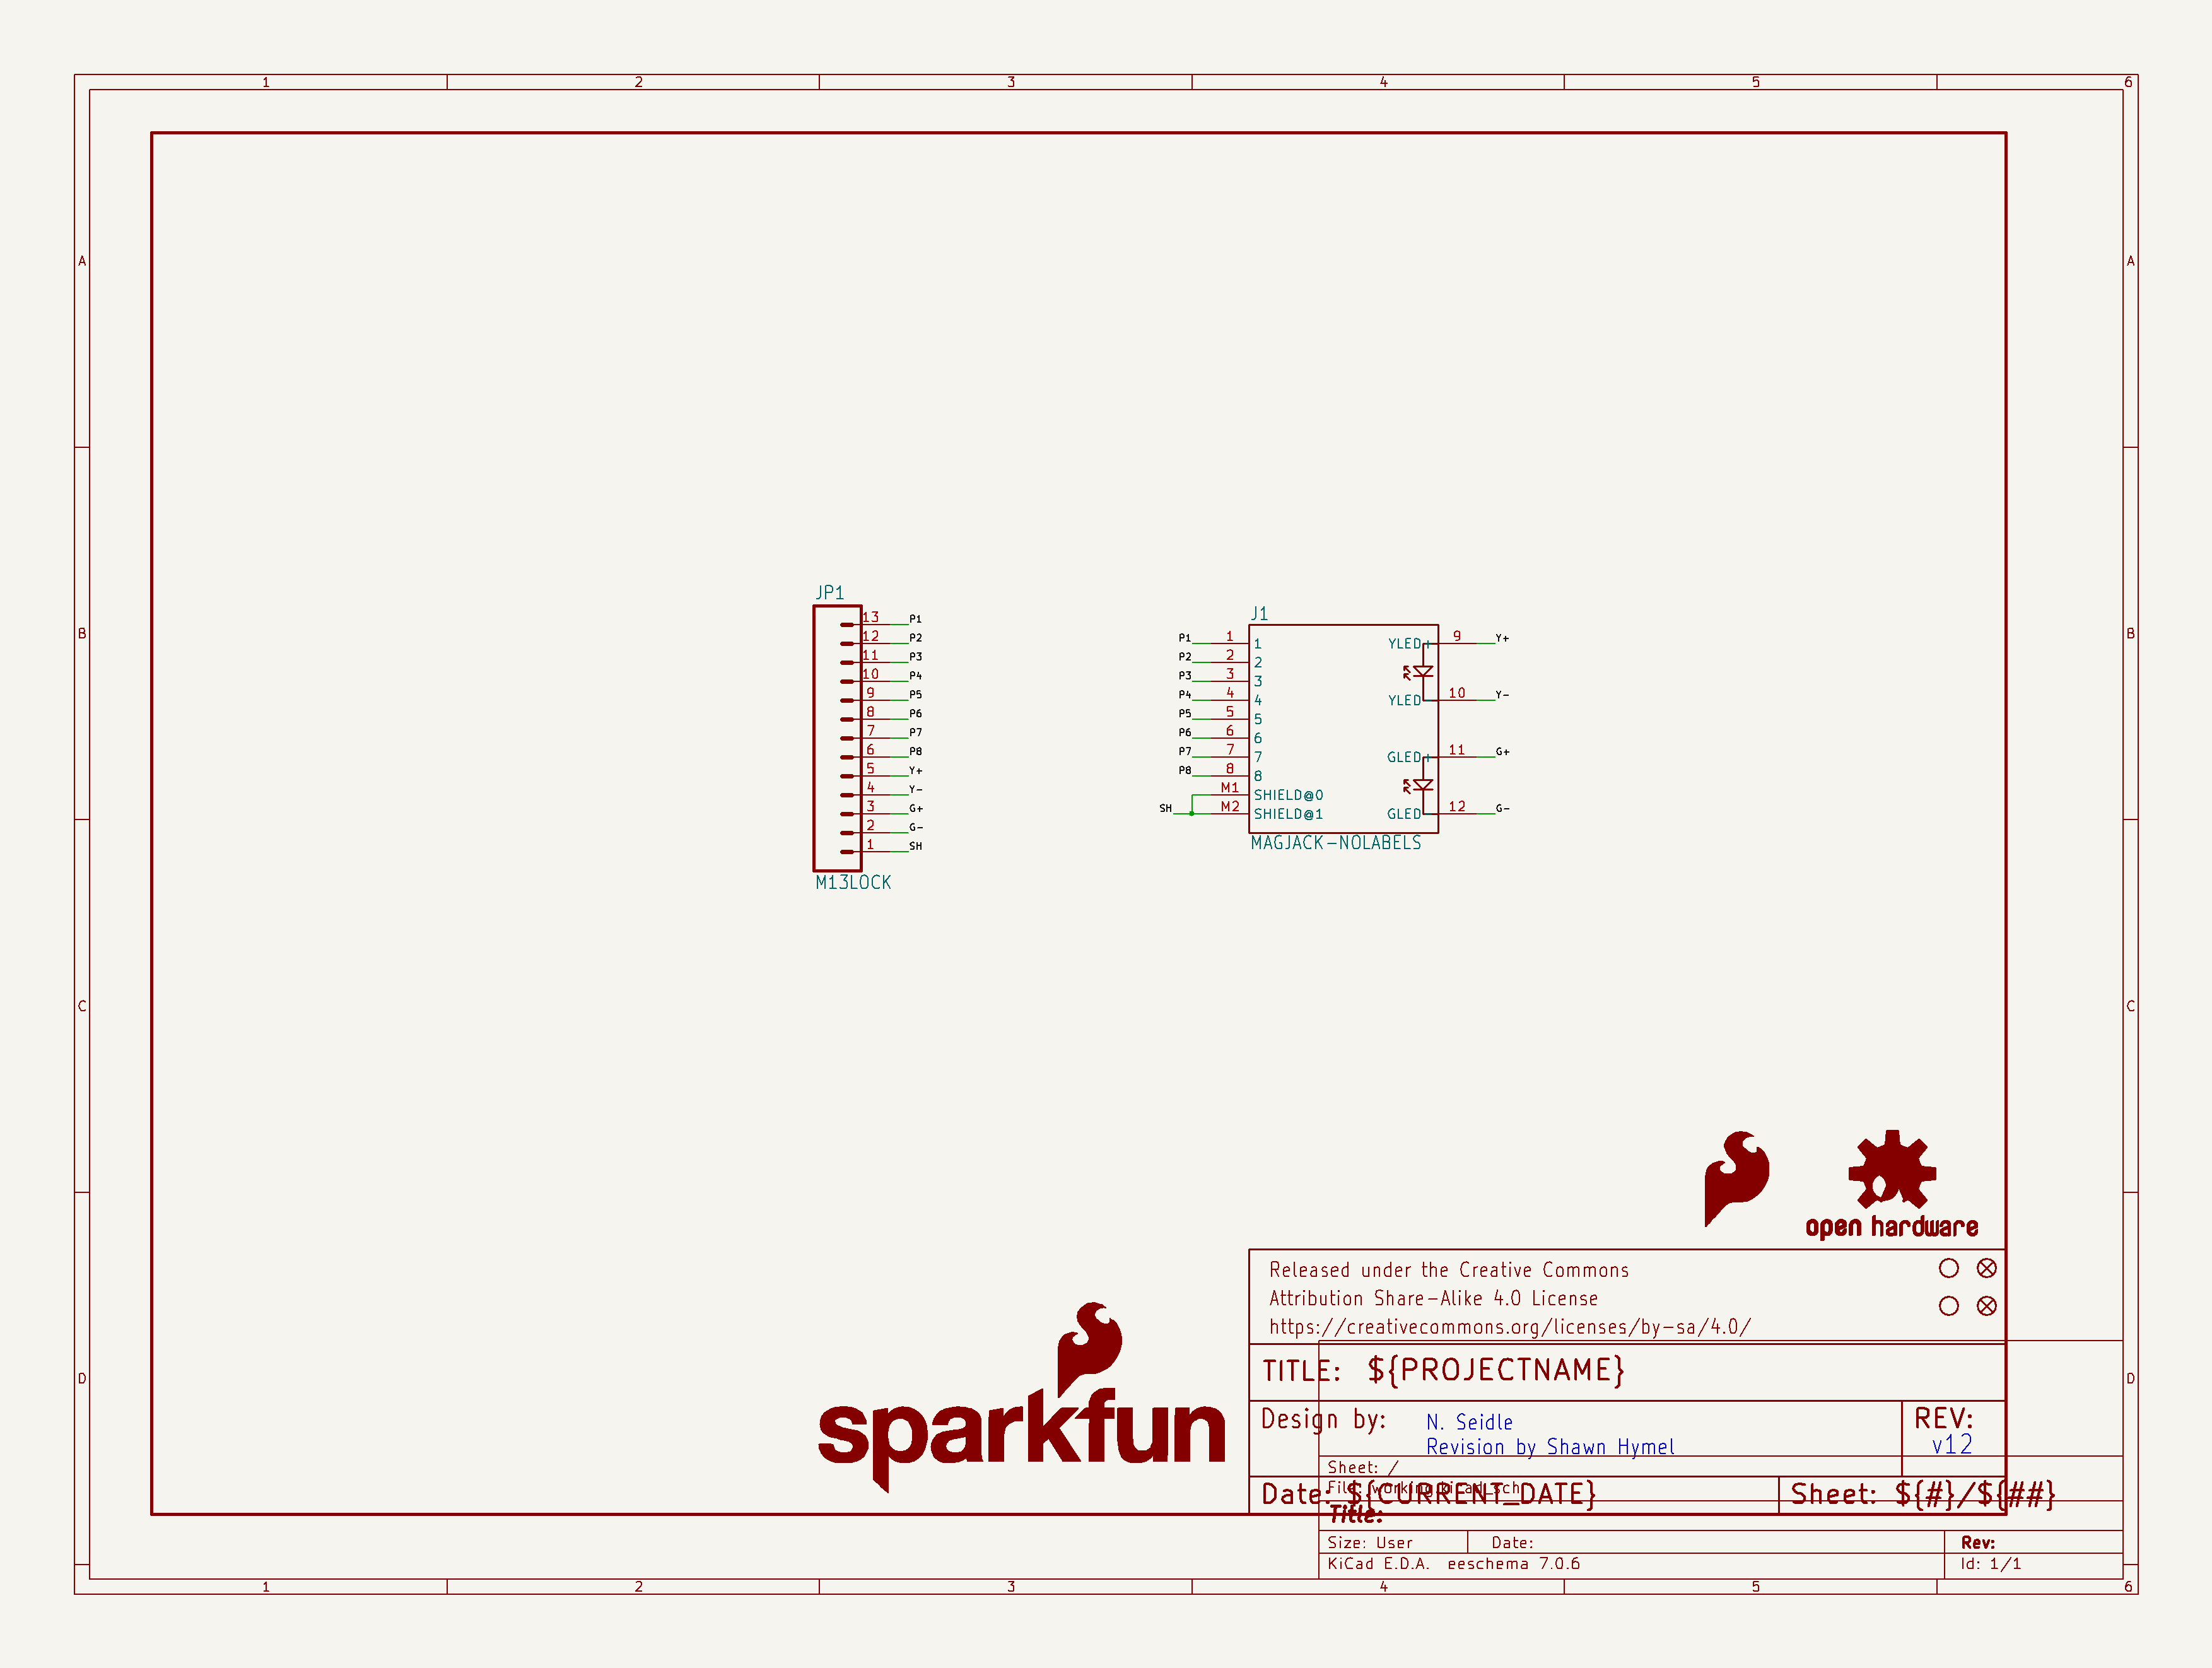 1 2 3 4 5 6
A A
JP1
13 P1
12 P2
11 P3
10 P4
9 P5
8 P6
7 P7
6 P8
5 Y+
4 Y-
3 G+
2 G-
1 SH
M13LOCK
J1
P1 1 1 YLED+ 9 Y+
P2 2 2
P3 3 3
P4 4 4 YLED- 10 Y-
P5 5 5
P6 6 6
P7 7 7 GLED+ 11 G+
P8 8 8
M1 SHIELD@0
SH M2 SHIELD@1 GLED- 12 G-
MAGJACK-NOLABELS
B B
C C
open hardware
sparkfun
Released under the Creative Commons
Attribution Share-Alike 4.0 License
https://creativecommons.org/licenses/by-sa/4.0/
TITLE: ${PROJECTNAME}
D D
Design by: N. Seidle
Revision by Shawn Hymel
REV:
v12
Sheet: /
File: working.kicad_sch
Date: ${CURRENT_DATE} Sheet: ${#}/${##}
Title:
Size: User Date: Rev:
KiCad E.D.A. eeschema 7.0.6 Id: 1/1
1 2 3 4 5 6